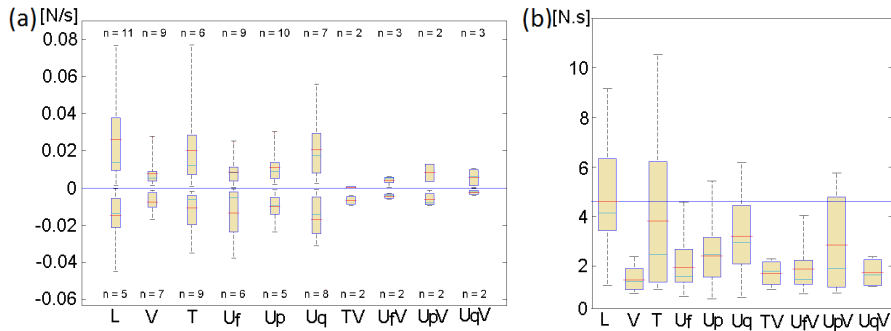 (a) [N/s]
n = 11 n = 9 n = 6 n = 9 n = 10 n = 7 n = 2 n = 3 n = 2 n = 3
0.08
0.06
0.04
0.02
0
-0.02
-0.04
-0.06
n = 5 n = 7 n = 9 n = 6 n = 5 n = 8 n = 2 n = 2 n = 2 n = 2
L V T Uf Up Uq TV UfV UpV UqV
(b) [N.s]
10
8
6
4
2
L V T Uf Up Uq TV UfV UpV UqV